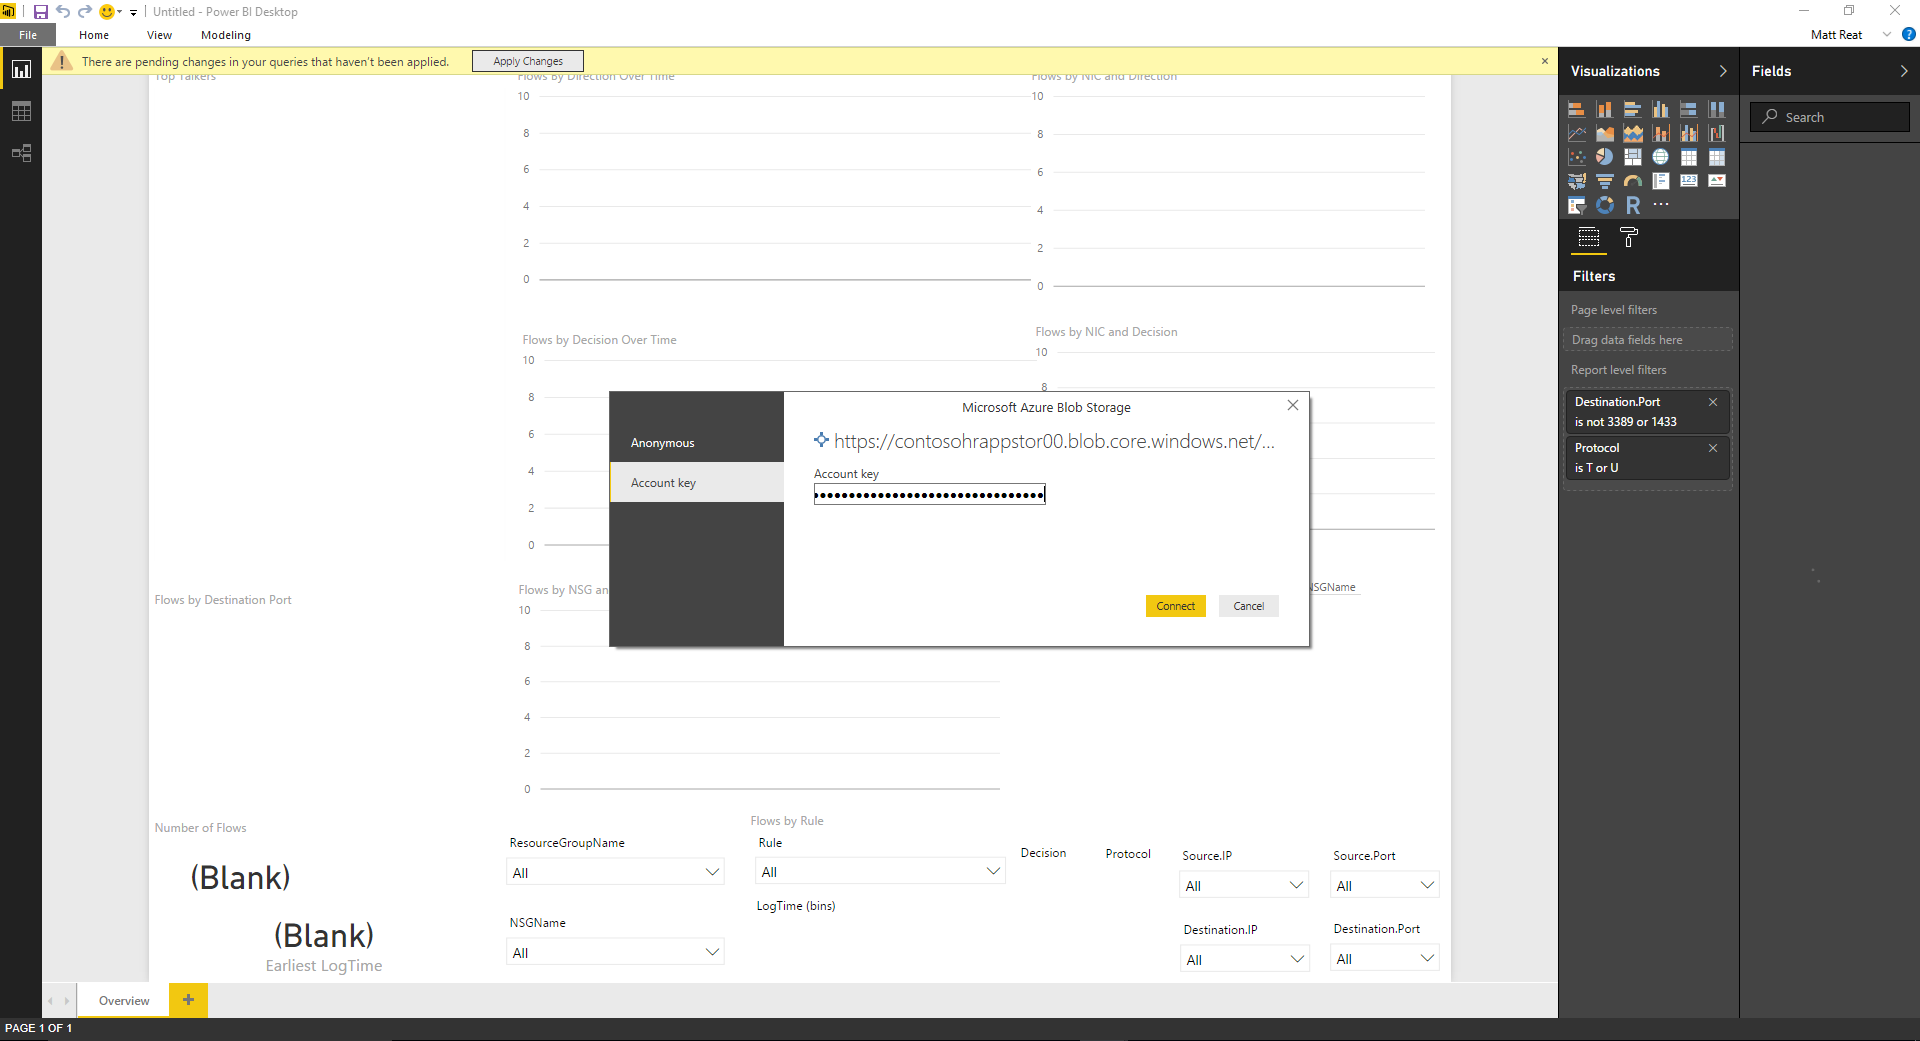 Untitled - Power BI Desktop
File Home View Modeling
Matt Reat
?
There are pending changes in your queries that haven't been applied. Apply Changes
Visualizations
Fields
Search
Top Talkers
Flows By Direction Over Time
10
8
6
4
2
0
Flows by NIC and Direction
10
8
6
4
2
0
Flows by Decision Over Time
10
8
6
4
2
0
Flows by NIC and Decision
10
8
Microsoft Azure Blob Storage
Anonymous
Account key
https://contosohrappstor00.blob.core.windows.net/...
Account key
Connect Cancel
Flows by Destination Port
Flows by NSG an
10
8
6
4
2
0
NSGName
Number of Flows
(Blank)
(Blank)
Earliest LogTime
ResourceGroupName
All
NSGName
All
Flows by Rule
Rule
All
LogTime (bins)
Decision
Protocol
Source.IP
All
Source.Port
All
Destination.IP
All
Destination.Port
All
123
R
Filters
Page level filters
Drag data fields here
Report level filters
Destination.Port
is not 3389 or 1433
Protocol
is T or U
Overview
PAGE 1 OF 1